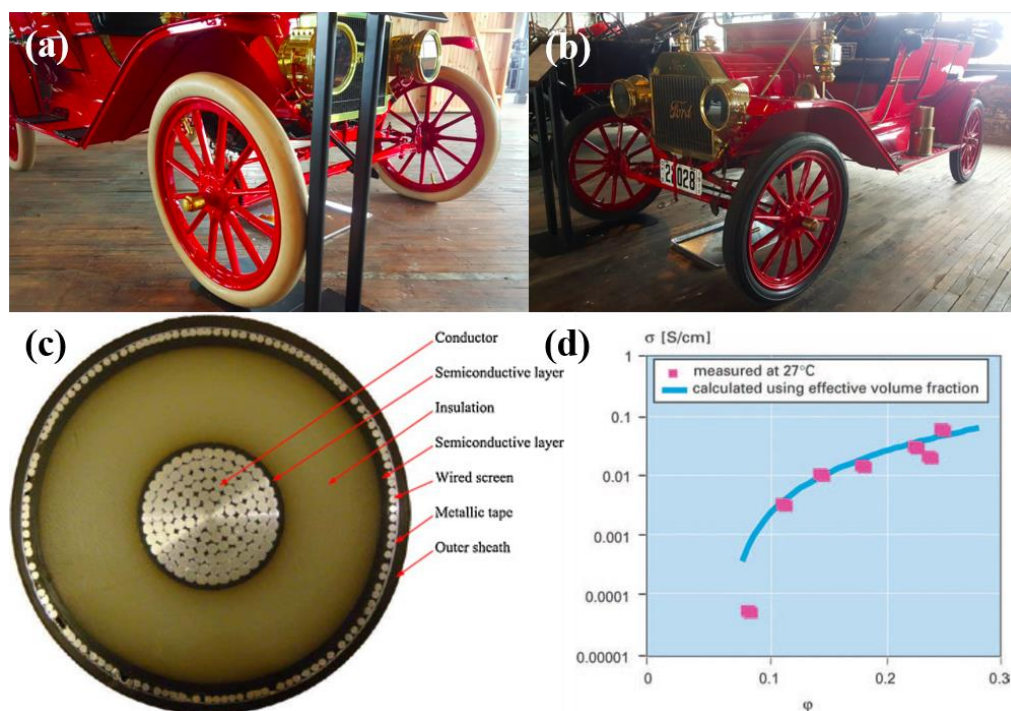 (a)
(b)
Ford
2 028
(c)
Conductor
Semiconductive layer
Insulation
Semiconductive layer
Wired screen
Metallic tape
Outer sheath
(d)
σ [S/cm]
measured at 27°C
calculated using effective volume fraction
1
0.1
0.01
0.001
0.0001
0.00001
0
0.1
0.2
0.3
φ